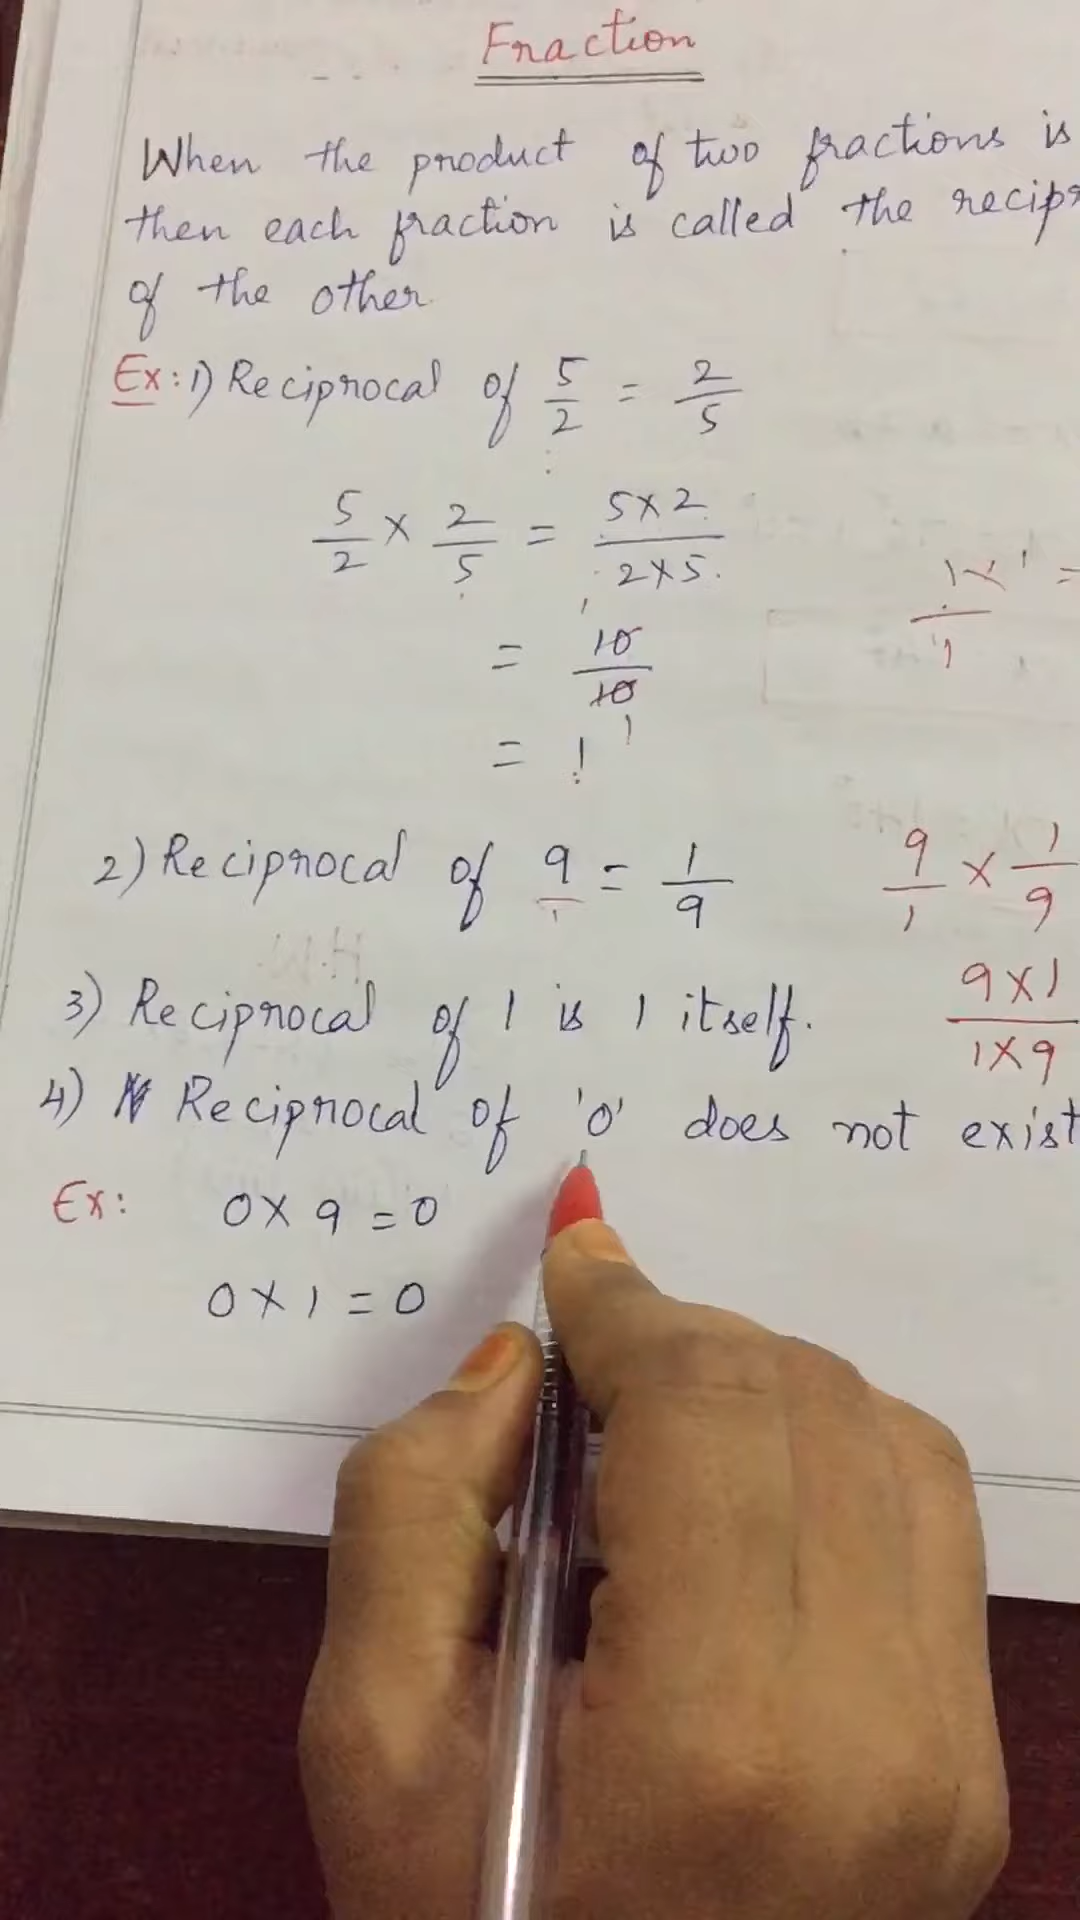 Fraction
When the product of two fractions is
then each fraction is called the recipr
of the other.
Ex: 1) Reciprocal of 5/2 = 2/5
5/2 × 2/5 = 5×2/2×5
= 10/10
= 1
2) Reciprocal of 9/1 = 1/9
9/1 × 1/9
3) Reciprocal of 1 is 1 itself.
9×1/1×9
4) Reciprocal of '0' does not exist
Ex: 0×9=0
0×1=0